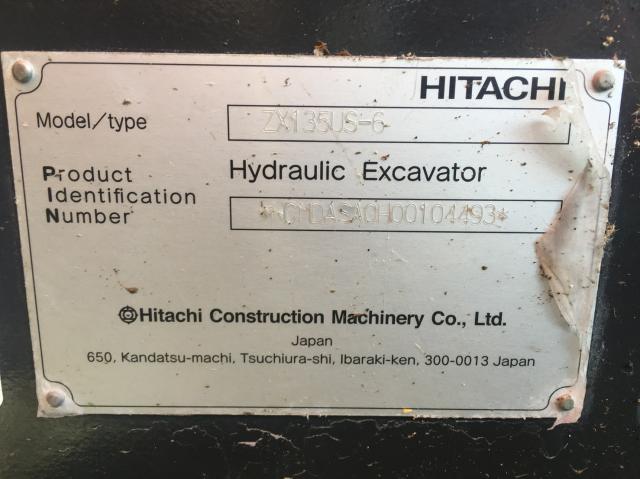 HITACHI
Model/type ZX135US-6
Product Identification Number
Hydraulic Excavator
Hitachi Construction Machinery Co., Ltd.
Japan
650, Kandatsu-machi, Tsuchiura-shi, Ibaraki-ken, 300-0013 Japan